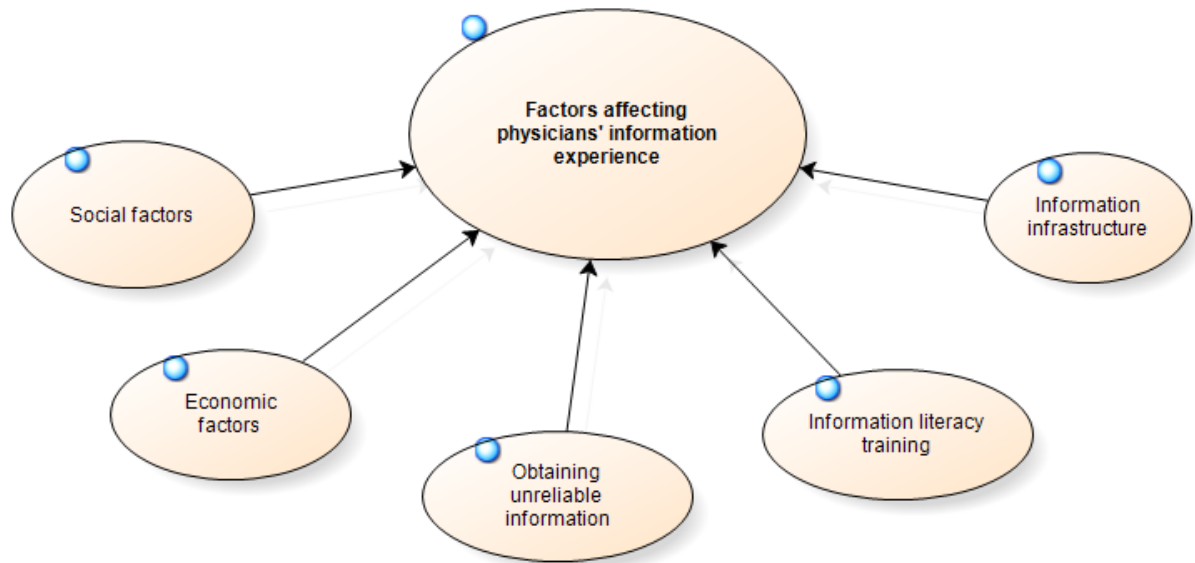 Factors affecting
physicians' information
experience
Social factors
Information
infrastructure
Economic
factors
Information literacy
training
Obtaining
unreliable
information